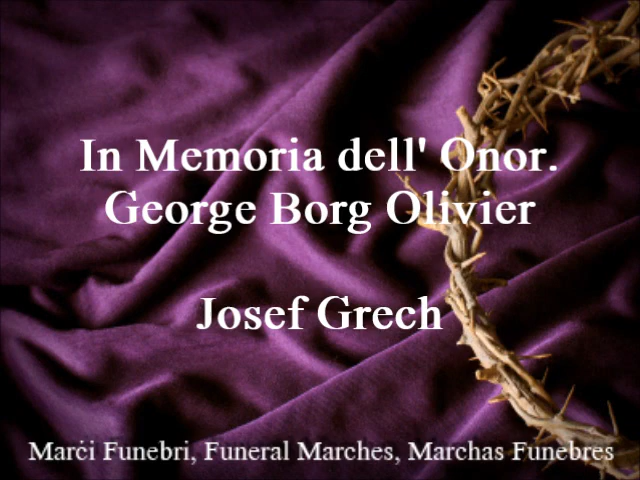 In Memoria dell' Onor.
George Borg Olivier
Josef Grech
Marċi Funebri, Funeral Marches, Marchas Funebres